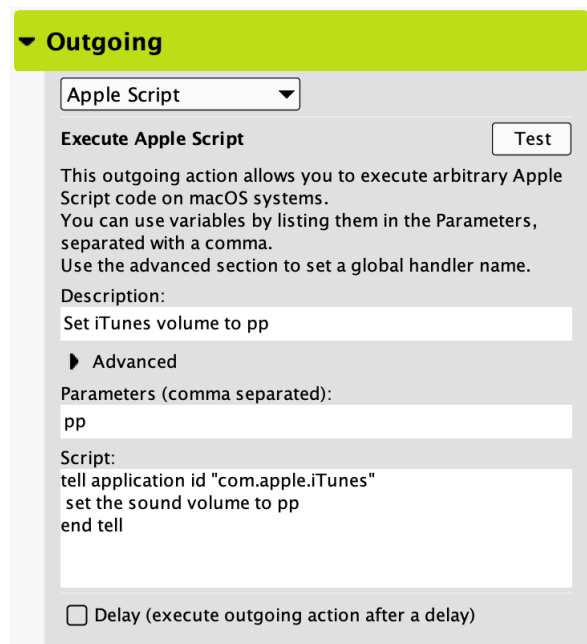 Outgoing
Apple Script
Execute Apple Script
Test
This outgoing action allows you to execute arbitrary Apple
Script code on macOS systems.
You can use variables by listing them in the Parameters,
separated with a comma.
Use the advanced section to set a global handler name.
Description:
Set iTunes volume to pp
Advanced
Parameters (comma separated):
pp
Script:
tell application id "com.apple.iTunes"
 set the sound volume to pp
end tell
Delay (execute outgoing action after a delay)